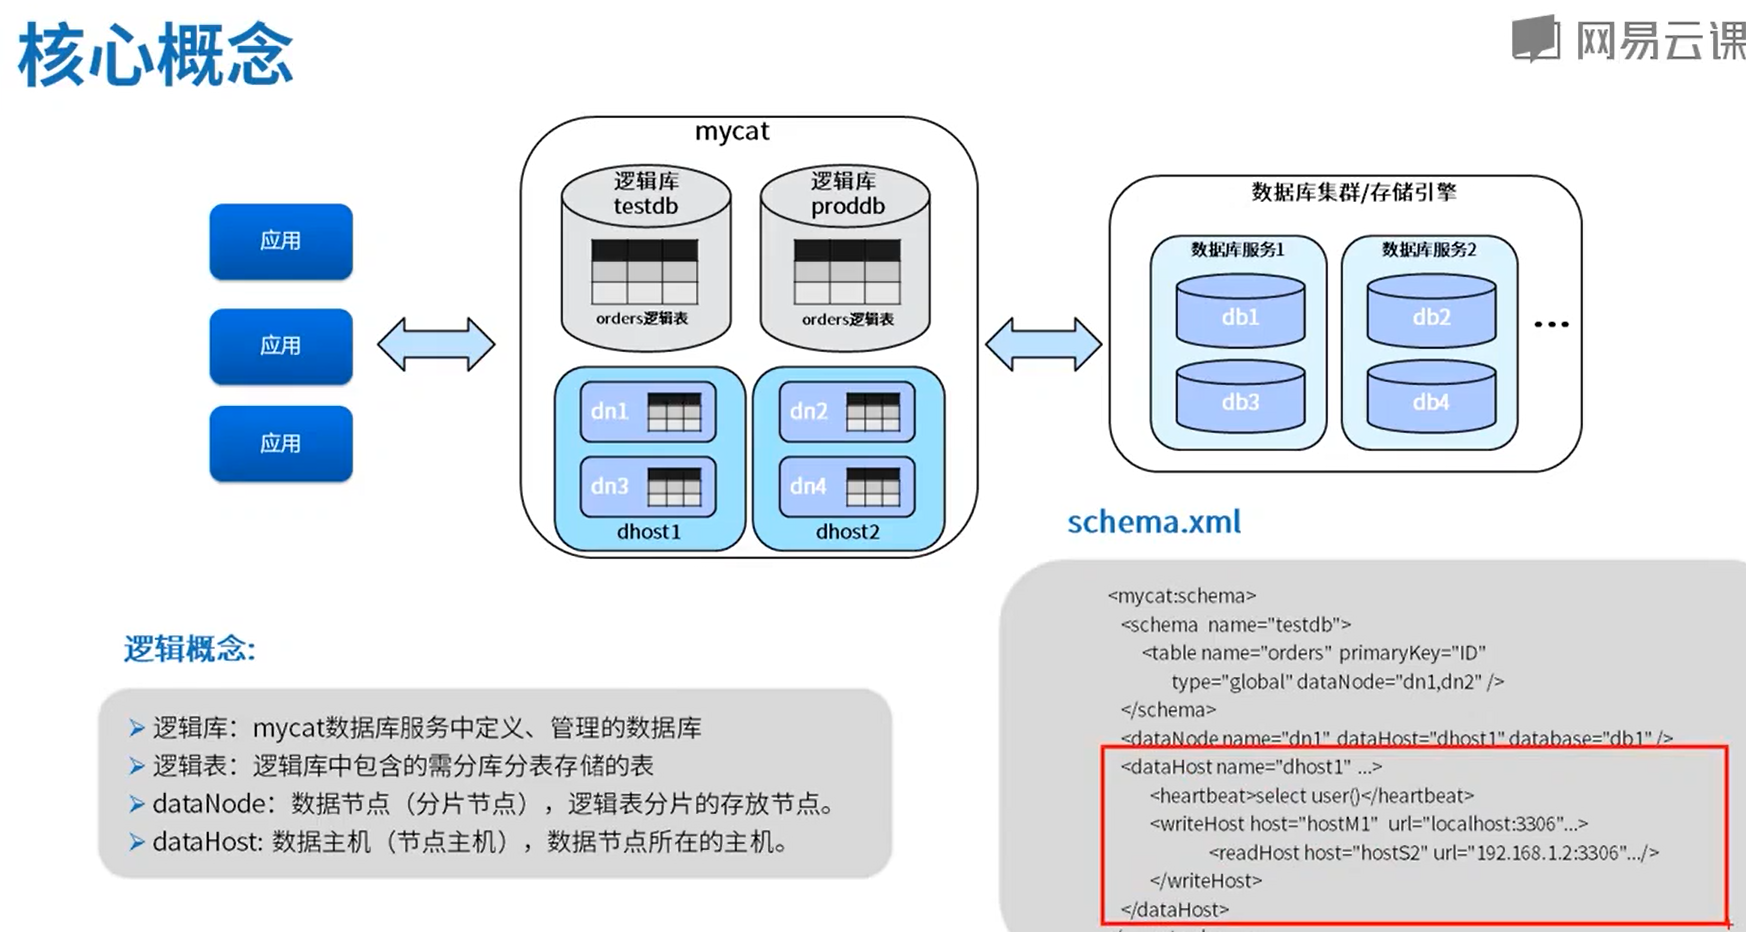 核心概念
网易云课
mycat
逻辑库
testdb
逻辑库
proddb
orders逻辑表
orders逻辑表
应用
应用
应用
dn1
dn2
dn3
dn4
dhost1
dhost2
数据库集群/存储引擎
数据库服务1
数据库服务2
db1
db2
db3
db4
...
逻辑概念:
逻辑库：mycat数据库服务中定义、管理的数据库
逻辑表：逻辑库中包含的需分库分表存储的表
dataNode：数据节点（分片节点），逻辑表分片的存放节点。
dataHost: 数据主机（节点主机），数据节点所在的主机。
schema.xml
<mycat:schema>
<schema name="testdb">
<table name="orders" primaryKey="ID"
type="global" dataNode="dn1,dn2" />
</schema>
<dataNode name="dn1" dataHost="dhost1" database="db1" />
<dataHost name="dhost1" ...>
<heartbeat>select user()</heartbeat>
<writeHost host="hostM1" url="localhost:3306"...>
<readHost host="hostS2" url="192.168.1.2:3306".../>
</writeHost>
</dataHost>